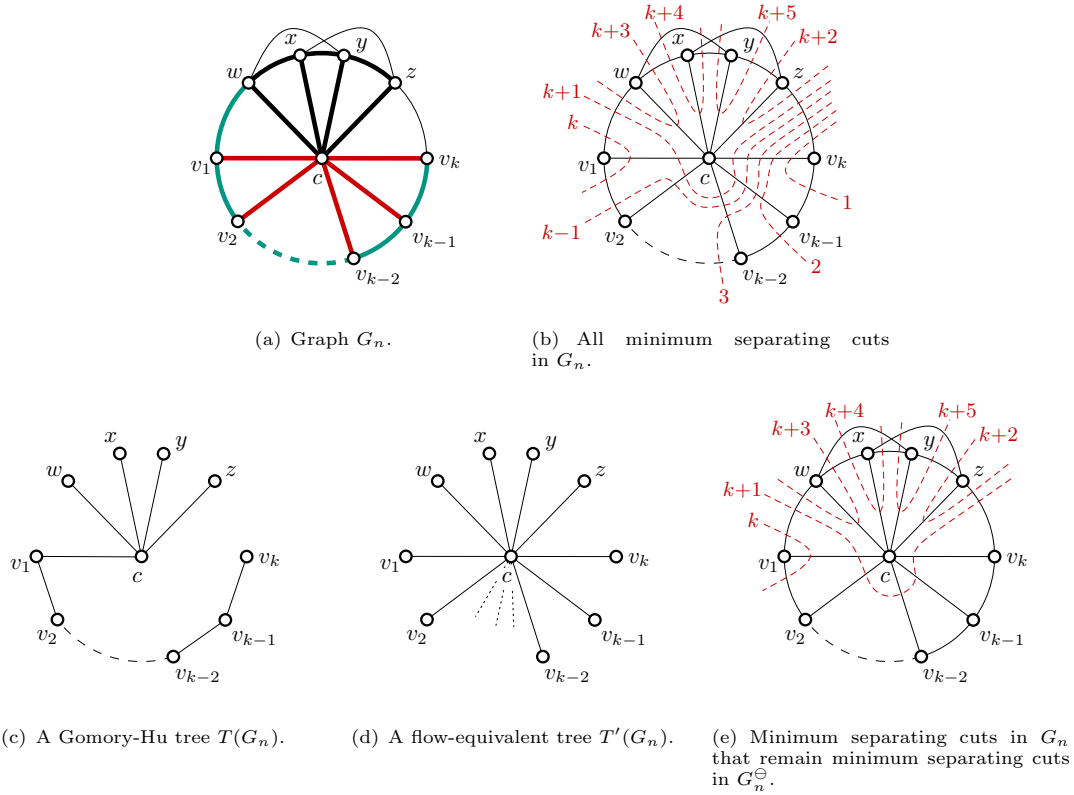 x y
w z
v₁ c vₖ
v₂ vₖ₋₁
vₖ₋₂
(a) Graph Gₙ.
k+4 k+5
k+3 x y k+2
w z
k+1
k
v₁ c vₖ
1
k−1 v₂ vₖ₋₁
2
vₖ₋₂
3
(b) All minimum separating cuts
in Gₙ.
x y
w z
v₁ c vₖ
v₂ vₖ₋₁
vₖ₋₂
(c) A Gomory-Hu tree T(Gₙ).
x y
w z
v₁ c vₖ
v₂ vₖ₋₁
vₖ₋₂
(d) A flow-equivalent tree T′(Gₙ).
k+4 k+5
k+3 x y k+2
w z
k+1
k
v₁ c vₖ
v₂ vₖ₋₁
vₖ₋₂
(e) Minimum separating cuts in Gₙ
that remain minimum separating cuts
in Gₙ⊖.